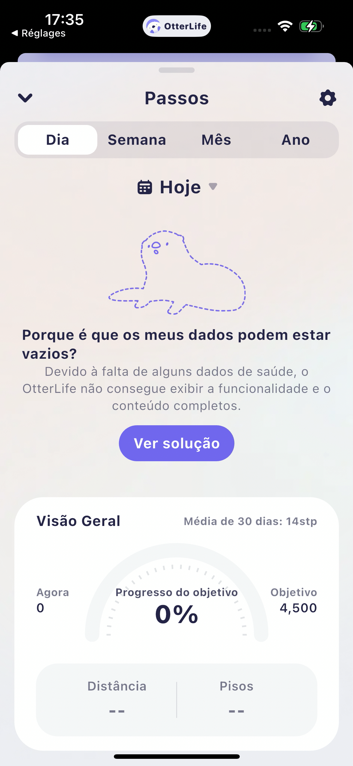 17:35
OtterLife
◀ Réglages
Passos
Dia
Semana
Mês
Ano
Hoje
Porque é que os meus dados podem estar
vazios?
Devido à falta de alguns dados de saúde, o
OtterLife não consegue exibir a funcionalidade e o
conteúdo completos.
Ver solução
Visão Geral
Média de 30 dias: 14stp
Agora
0
Progresso do objetivo
0%
Objetivo
4,500
Distância
--
Pisos
--